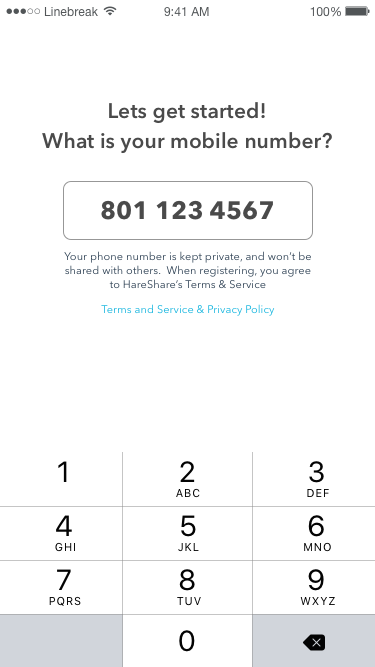 ●●●○○ Linebreak 9:41 AM 100%
Lets get started!
What is your mobile number?
801 123 4567
Your phone number is kept private, and won't be
shared with others.  When registering, you agree
to HareShare's Terms & Service
Terms and Service & Privacy Policy
1 2 3
ABC DEF
4 5 6
GHI JKL MNO
7 8 9
PQRS TUV WXYZ
0